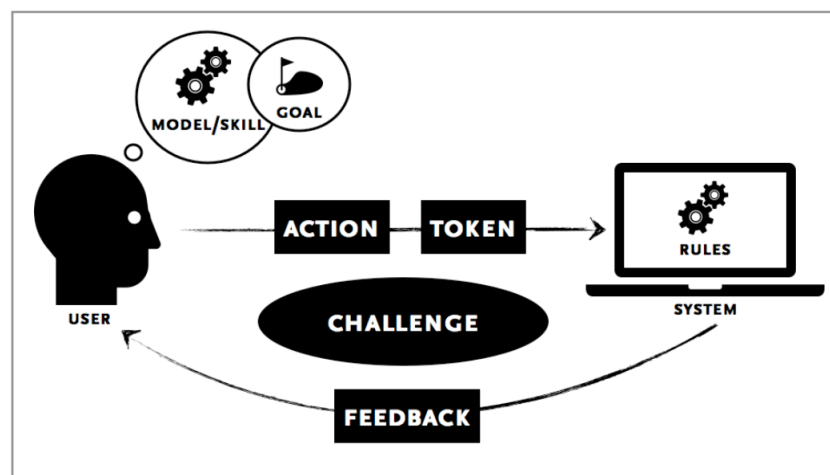 MODEL/SKILL
GOAL
ACTION
TOKEN
RULES
USER
SYSTEM
CHALLENGE
FEEDBACK